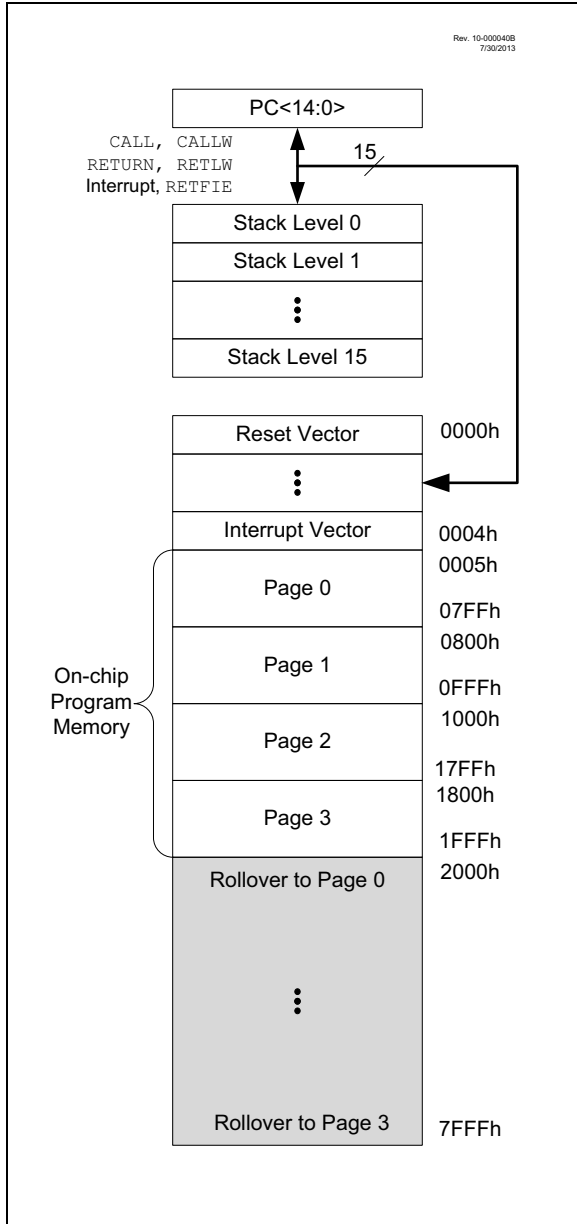 Rev. 10-000040B
7/30/2013
PC<14:0>
CALL, CALLW
RETURN, RETLW
Interrupt, RETFIE
15
Stack Level 0
Stack Level 1
Stack Level 15
Reset Vector
0000h
Interrupt Vector
0004h
0005h
Page 0
07FFh
0800h
Page 1
0FFFh
On-chip
Program
Memory
1000h
Page 2
17FFh
1800h
Page 3
1FFFh
Rollover to Page 0
2000h
Rollover to Page 3
7FFFh